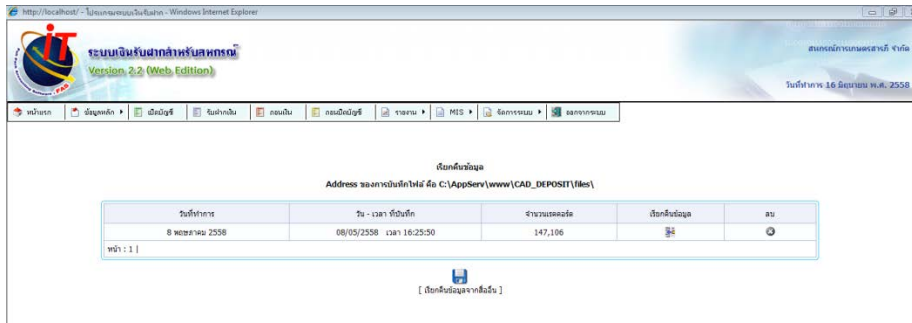 http://localhost/ - โปรแกรมระบบเงินรับฝาก - Windows Internet Explorer
ระบบเงินรับฝากสำหรับสหกรณ์
Version 2.2 (Web Edition)
สหกรณ์การเกษตรสารภี จำกัด
วันที่ทำการ 16 มิถุนายน พ.ศ. 2558
หน้าแรก ข้อมูลหลัก เปิดบัญชี รับฝากเงิน ถอนเงิน ถอนปิดบัญชี รายงาน MIS จัดการระบบ ออกจากระบบ
เรียกคืนข้อมูล
Address ของการบันทึกไฟล์ คือ C:\AppServ\www\CAD_DEPOSIT\files\
วันที่ทำการ วัน - เวลา ที่บันทึก จำนวนเรคคอร์ด เรียกคืนข้อมูล ลบ
8 พฤษภาคม 2558 08/05/2558 เวลา 16:25:50 147,106
หน้า : 1 |
[ เรียกคืนข้อมูลจากสื่ออื่น ]